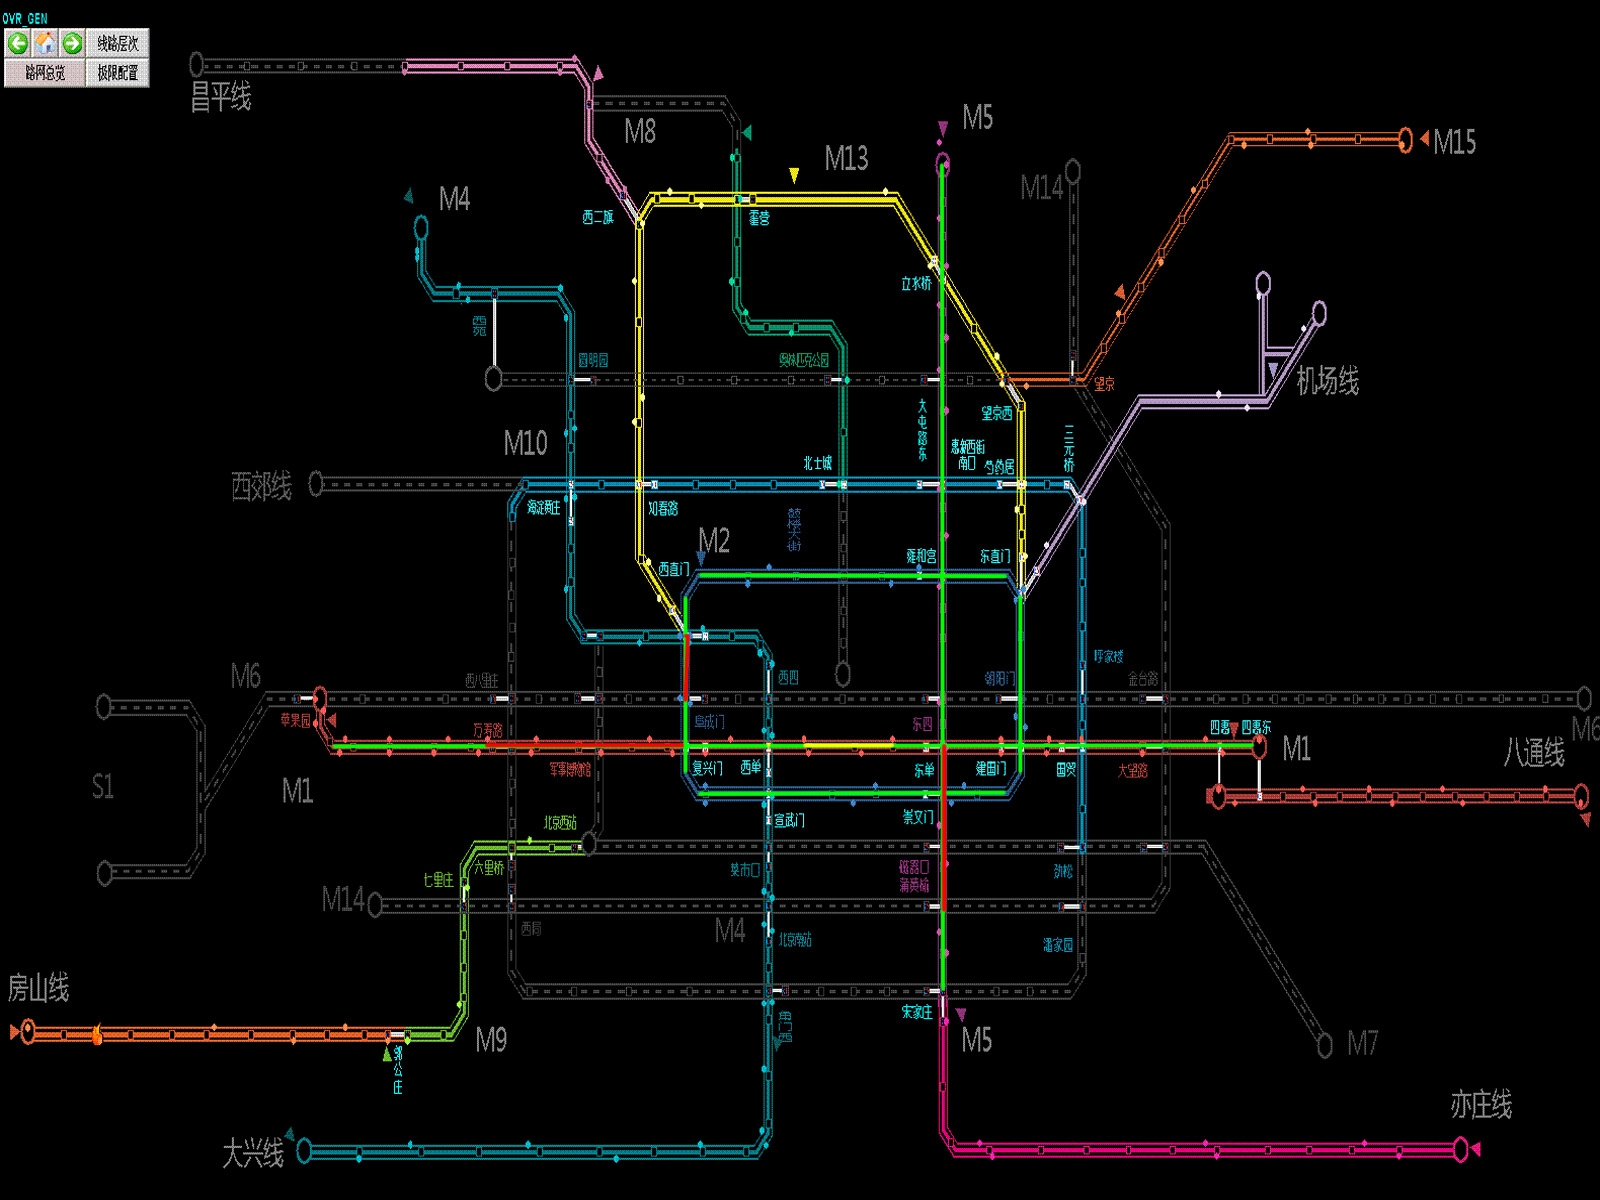 OVR_GEN
线路层次
路网总览
极限配置
昌平线
M8
M5
M13
M15
M14
M4
西二旗
霍营
立水桥
西苑
圆明园
奥林匹克公园
望京
机场线
望京西
大屯路东
M10
惠新西街
南口
芍药居
三元桥
北土城
西郊线
海淀黄庄
知春路
鼓楼大街
M2
西直门
雍和宫
东直门
呼家楼
M6
西八里庄
西四
朝阳门
金台路
苹果园
万寿路
阜成门
东四
四惠
四惠东
M6
M1
八通线
S1
M1
军事博物馆
复兴门
西单
东单
建国门
国贸
大望路
北京西站
宣武门
崇文门
七里庄
六里桥
菜市口
磁器口
蒲黄榆
劲松
M14
西局
M4
北京南站
潘家园
房山线
宋家庄
角门西
M9
M5
M7
郭公庄
亦庄线
大兴线